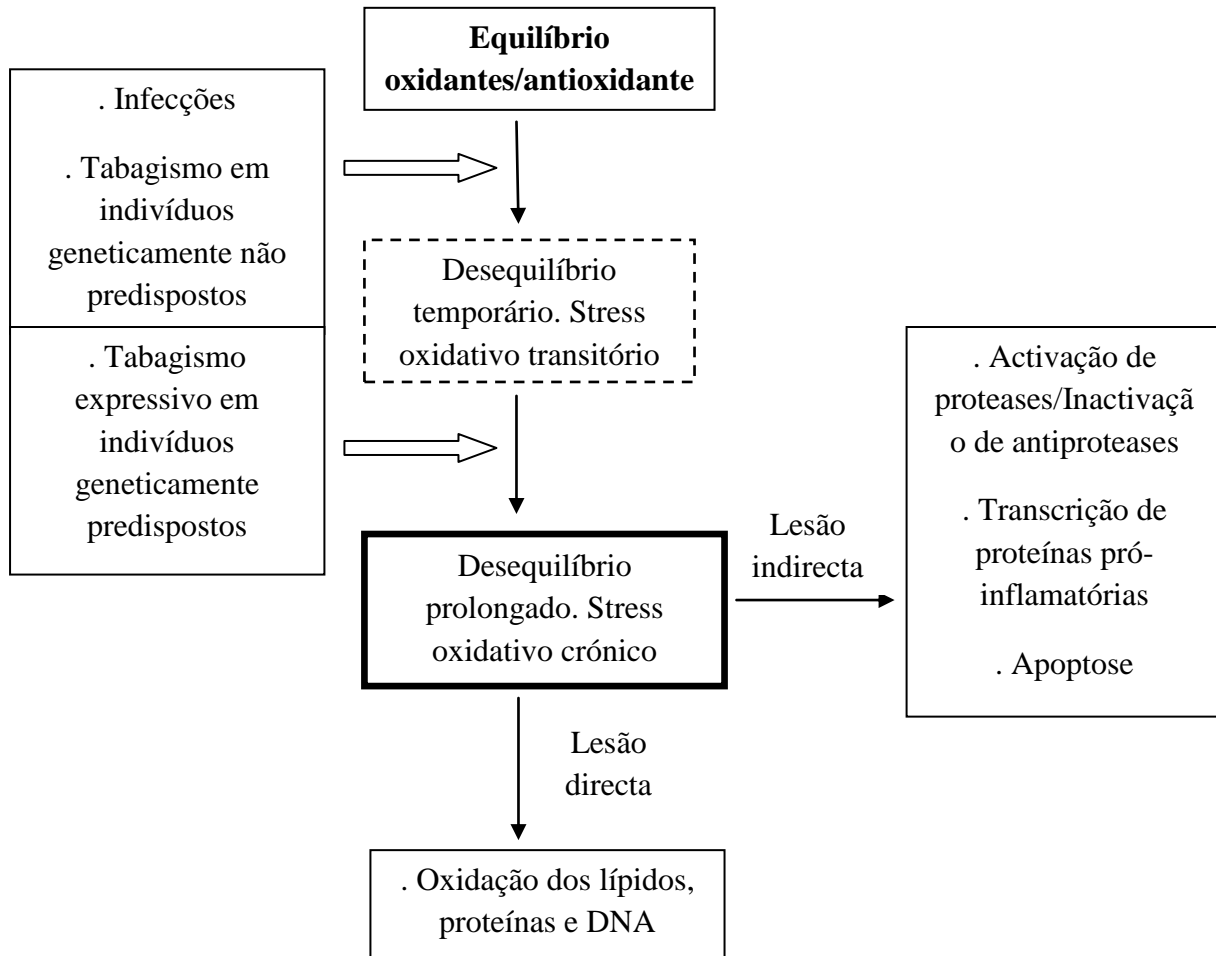 Equilíbrio
oxidantes/antioxidante
. Infecções
. Tabagismo em
indivíduos
geneticamente não
predispostos
Desequilíbrio
temporário. Stress
oxidativo transitório
. Tabagismo
expressivo em
indivíduos
geneticamente
predispostos
Desequilíbrio
prolongado. Stress
oxidativo crónico
Lesão
indirecta
. Activação de
proteases/Inactivaçã
o de antiproteases
. Transcrição de
proteínas pró-
inflamatórias
. Apoptose
Lesão
directa
. Oxidação dos lípidos,
proteínas e DNA